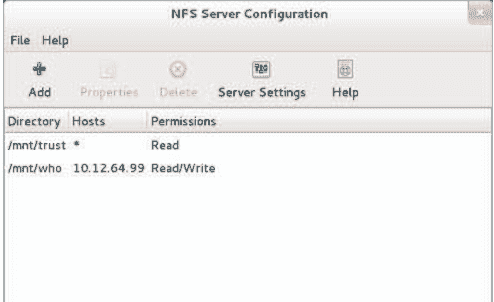 NFS Server Configuration
File Help
Add Properties Delete Server Settings Help
Directory Hosts Permissions
/mnt/trust * Read
/mnt/who 10.12.64.99 Read/Write